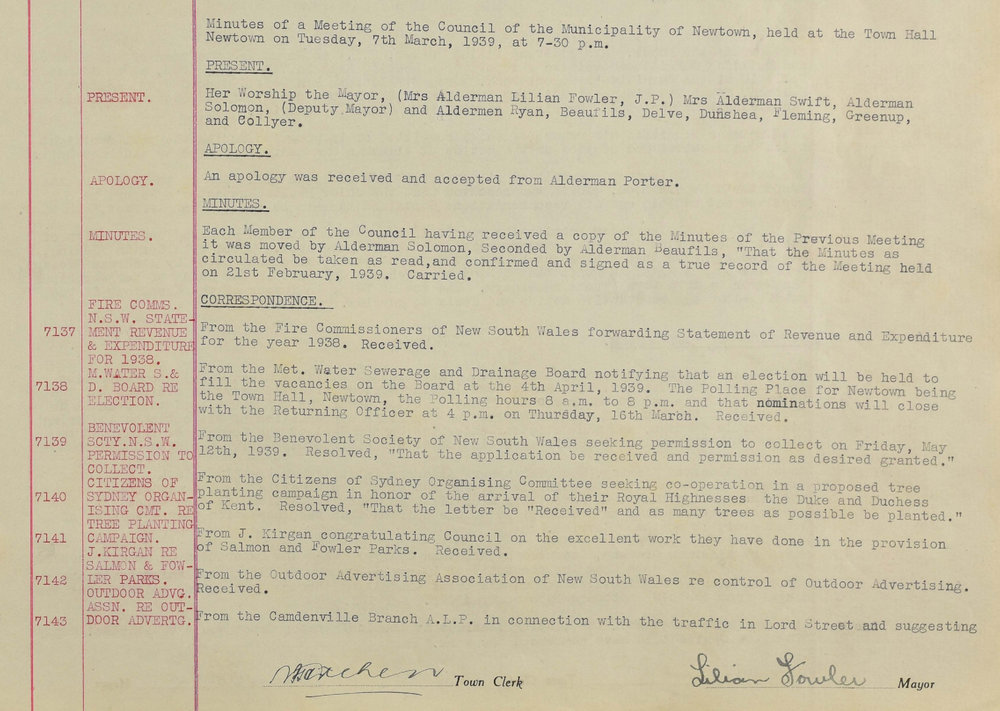 Minutes of a Meeting of the Council of the Municipality of Newtown, held at the Town Hall
Newtown on Tuesday, 7th March, 1939, at 7-30 p.m.
PRESENT.
PRESENT.
Her Worship the Mayor, (Mrs Alderman Lilian Fowler, J.P.) Mrs Alderman Swift, Alderman
Solomon, (Deputy Mayor) and Aldermen Ryan, Beaufils, Delve, Dunshea, Fleming, Greenup,
and Collyer.
APOLOGY.
APOLOGY.
An apology was received and accepted from Alderman Porter.
MINUTES.
MINUTES.
Each Member of the Council having received a copy of the Minutes of the Previous Meeting
it was moved by Alderman Solomon, Seconded by Alderman Beaufils, "That the Minutes as
circulated be taken as read,and confirmed and signed as a true record of the Meeting held
on 21st February, 1939. Carried.
CORRESPONDENCE.
FIRE COMMS.
N.S.W. STATE-
7137 MENT REVENUE
& EXPENDITURE
FOR 1938.
From the Fire Commissioners of New South Wales forwarding Statement of Revenue and Expenditure
for the year 1938. Received.
M.WATER S.&
7138 D. BOARD RE
ELECTION.
From the Met. Water Sewerage and Drainage Board notifying that an election will be held to
fill the vacancies on the Board at the 4th April, 1939. The Polling Place for Newtown being
the Town Hall, Newtown, the Polling hours 8 a.m. to 8 p.m. and that nominations will close
with the Returning Officer at 4 p.m. on Thursday, 16th March. Received.
BENEVOLENT
7139 SCTY.N.S.W.
PERMISSION TO
COLLECT.
From the Benevolent Society of New South Wales seeking permission to collect on Friday, May
12th, 1939. Resolved, "That the application be received and permission as desired granted."
CITIZENS OF
7140 SYDNEY ORGAN-
ISING CMT. RE
TREE PLANTING
CAMPAIGN.
From the Citizens of Sydney Organising Committee seeking co-operation in a proposed tree
planting campaign in honor of the arrival of their Royal Highnesses the Duke and Duchess
of Kent. Resolved, "That the letter be "Received" and as many trees as possible be planted."
7141
J.KIRGAN RE
SALMON & FOW-
LER PARKS.
From J. Kirgan congratulating Council on the excellent work they have done in the provision
of Salmon and Fowler Parks. Received.
7142
OUTDOOR ADVG.
ASSN. RE OUT-
DOOR ADVERTG.
From the Outdoor Advertising Association of New South Wales re control of Outdoor Advertising.
Received.
7143
From the Camdenville Branch A.L.P. in connection with the traffic in Lord Street and suggesting
Town Clerk
Lilian Fowler Mayor